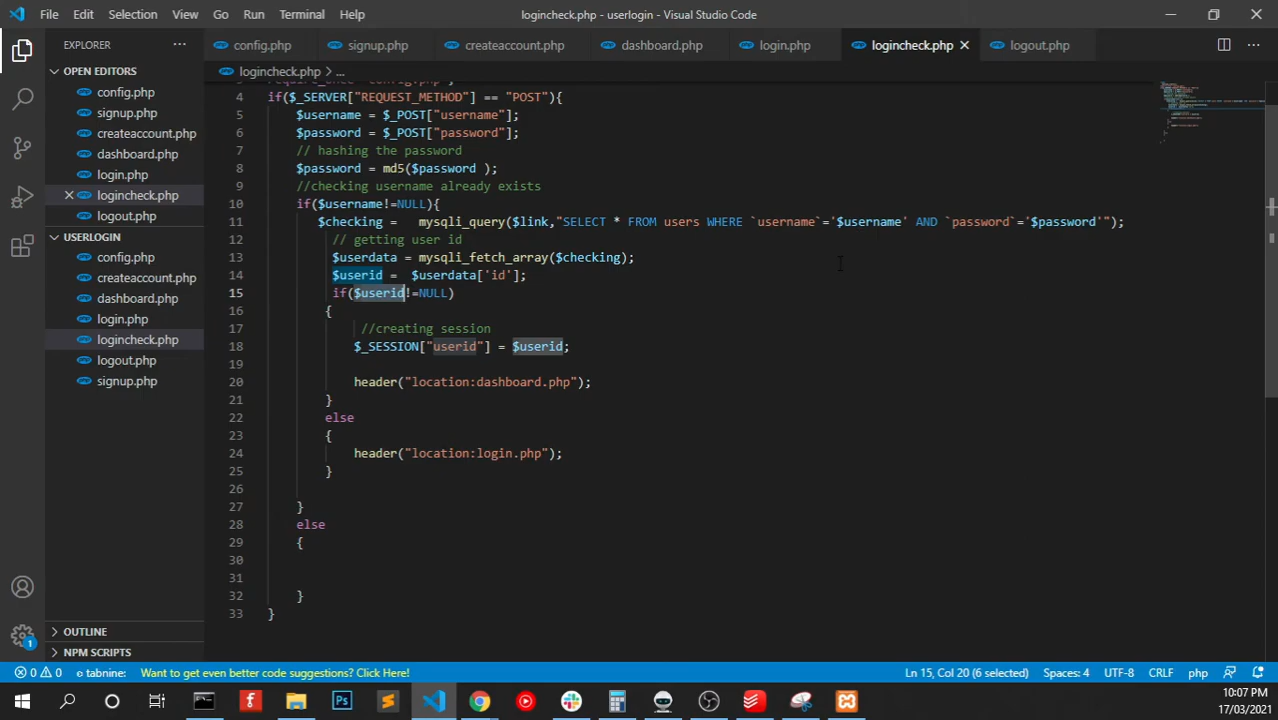 File Edit Selection View Go Run Terminal Help logincheck.php - userlogin - Visual Studio Code
EXPLORER ... config.php signup.php createaccount.php dashboard.php login.php logincheck.php logout.php
OPEN EDITORS
config.php
signup.php
createaccount.php
dashboard.php
login.php
logincheck.php
logout.php
USERLOGIN
config.php
createaccount.php
dashboard.php
login.php
logincheck.php
logout.php
signup.php
OUTLINE
NPM SCRIPTS
logincheck.php > ...
4 if($_SERVER["REQUEST_METHOD"] == "POST"){
5 $username = $_POST["username"];
6 $password = $_POST["password"];
7 // hashing the password
8 $password = md5($password );
9 //checking username already exists
10 if($username!=NULL){
11 $checking = mysqli_query($link,"SELECT * FROM users WHERE `username`='$username' AND `password`='$password'");
12 // getting user id
13 $userdata = mysqli_fetch_array($checking);
14 $userid = $userdata['id'];
15 if($userid!=NULL)
16 {
17 //creating session
18 $_SESSION["userid"] = $userid;
19
20 header("location:dashboard.php");
21 }
22 else
23 {
24 header("location:login.php");
25 }
26
27 }
28 else
29 {
30
31
32 }
33 }
0 0 tabnine: Want to get even better code suggestions? Click Here! Ln 15, Col 20 (6 selected) Spaces: 4 UTF-8 CRLF php
10:07 PM
17/03/2021